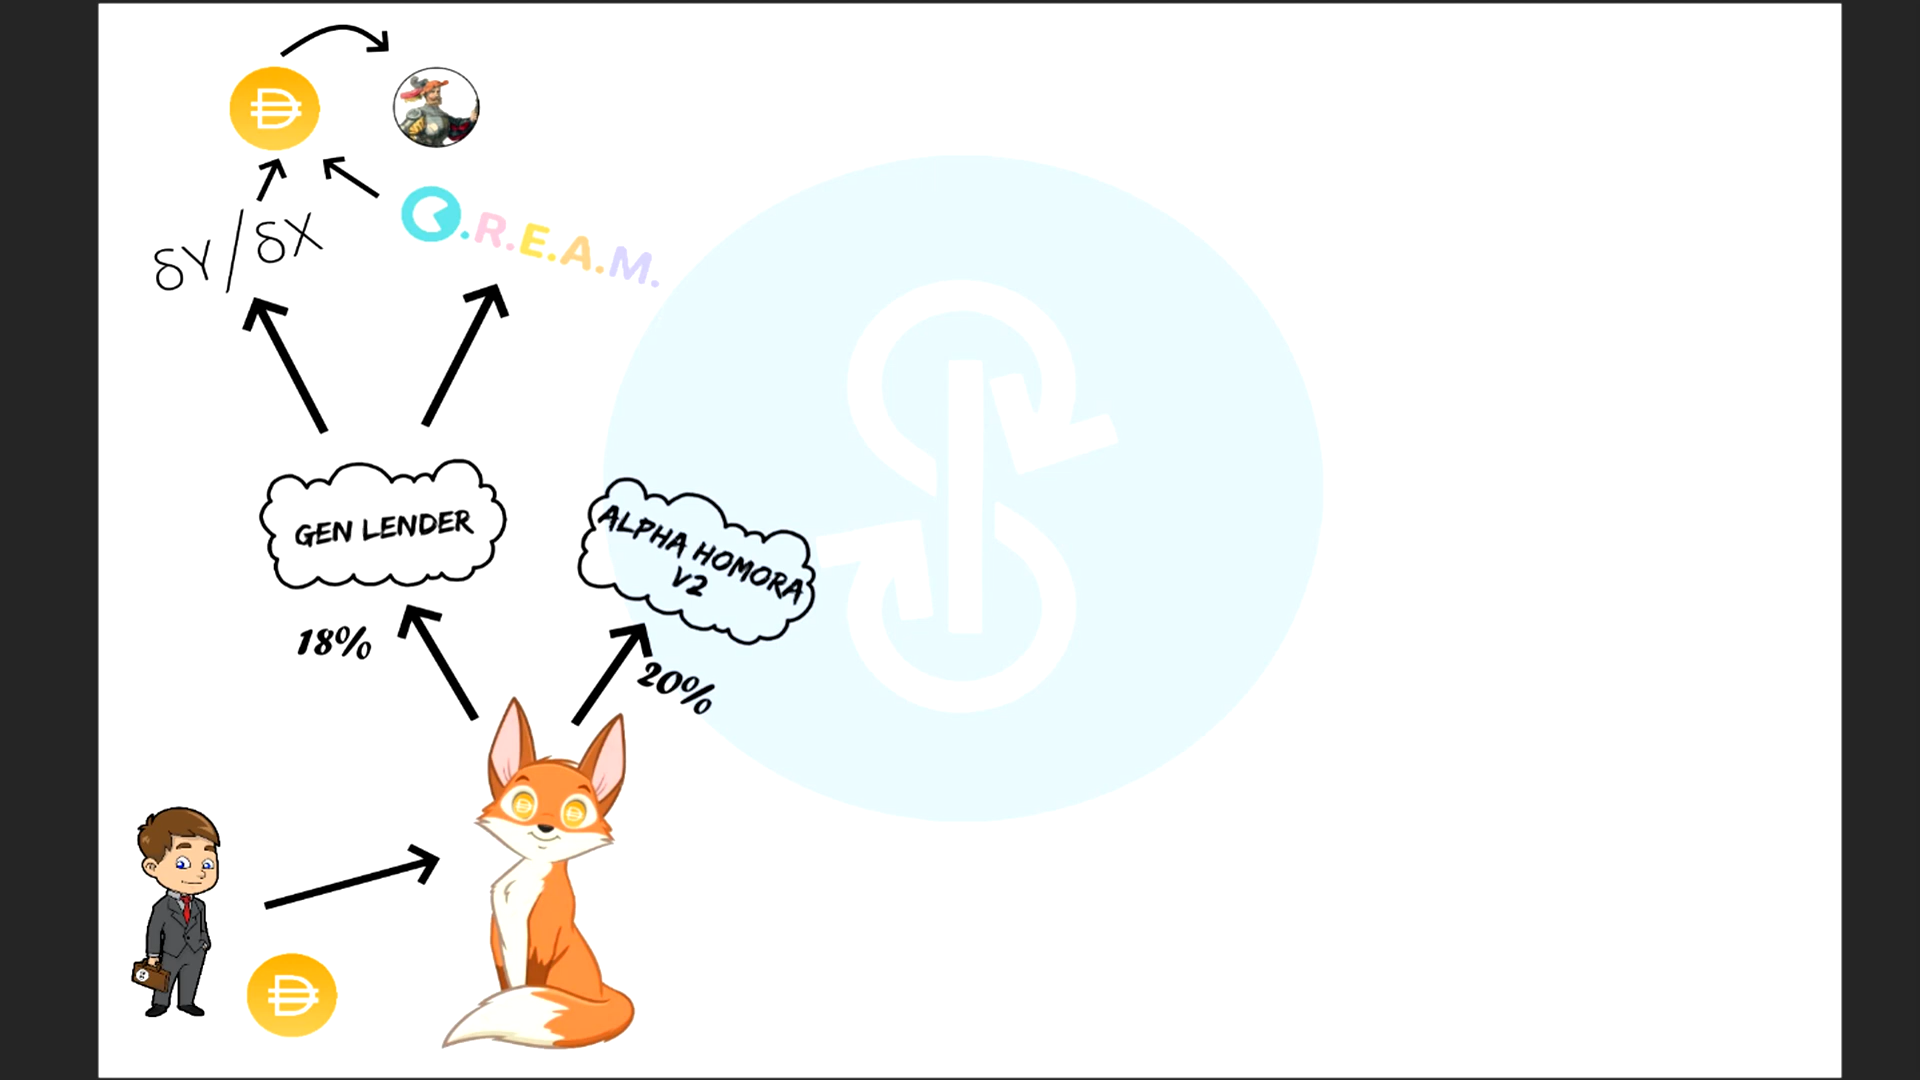 δY/δX
C.R.E.A.M.
GEN LENDER
ALPHA HOMORA
V2
18%
20%